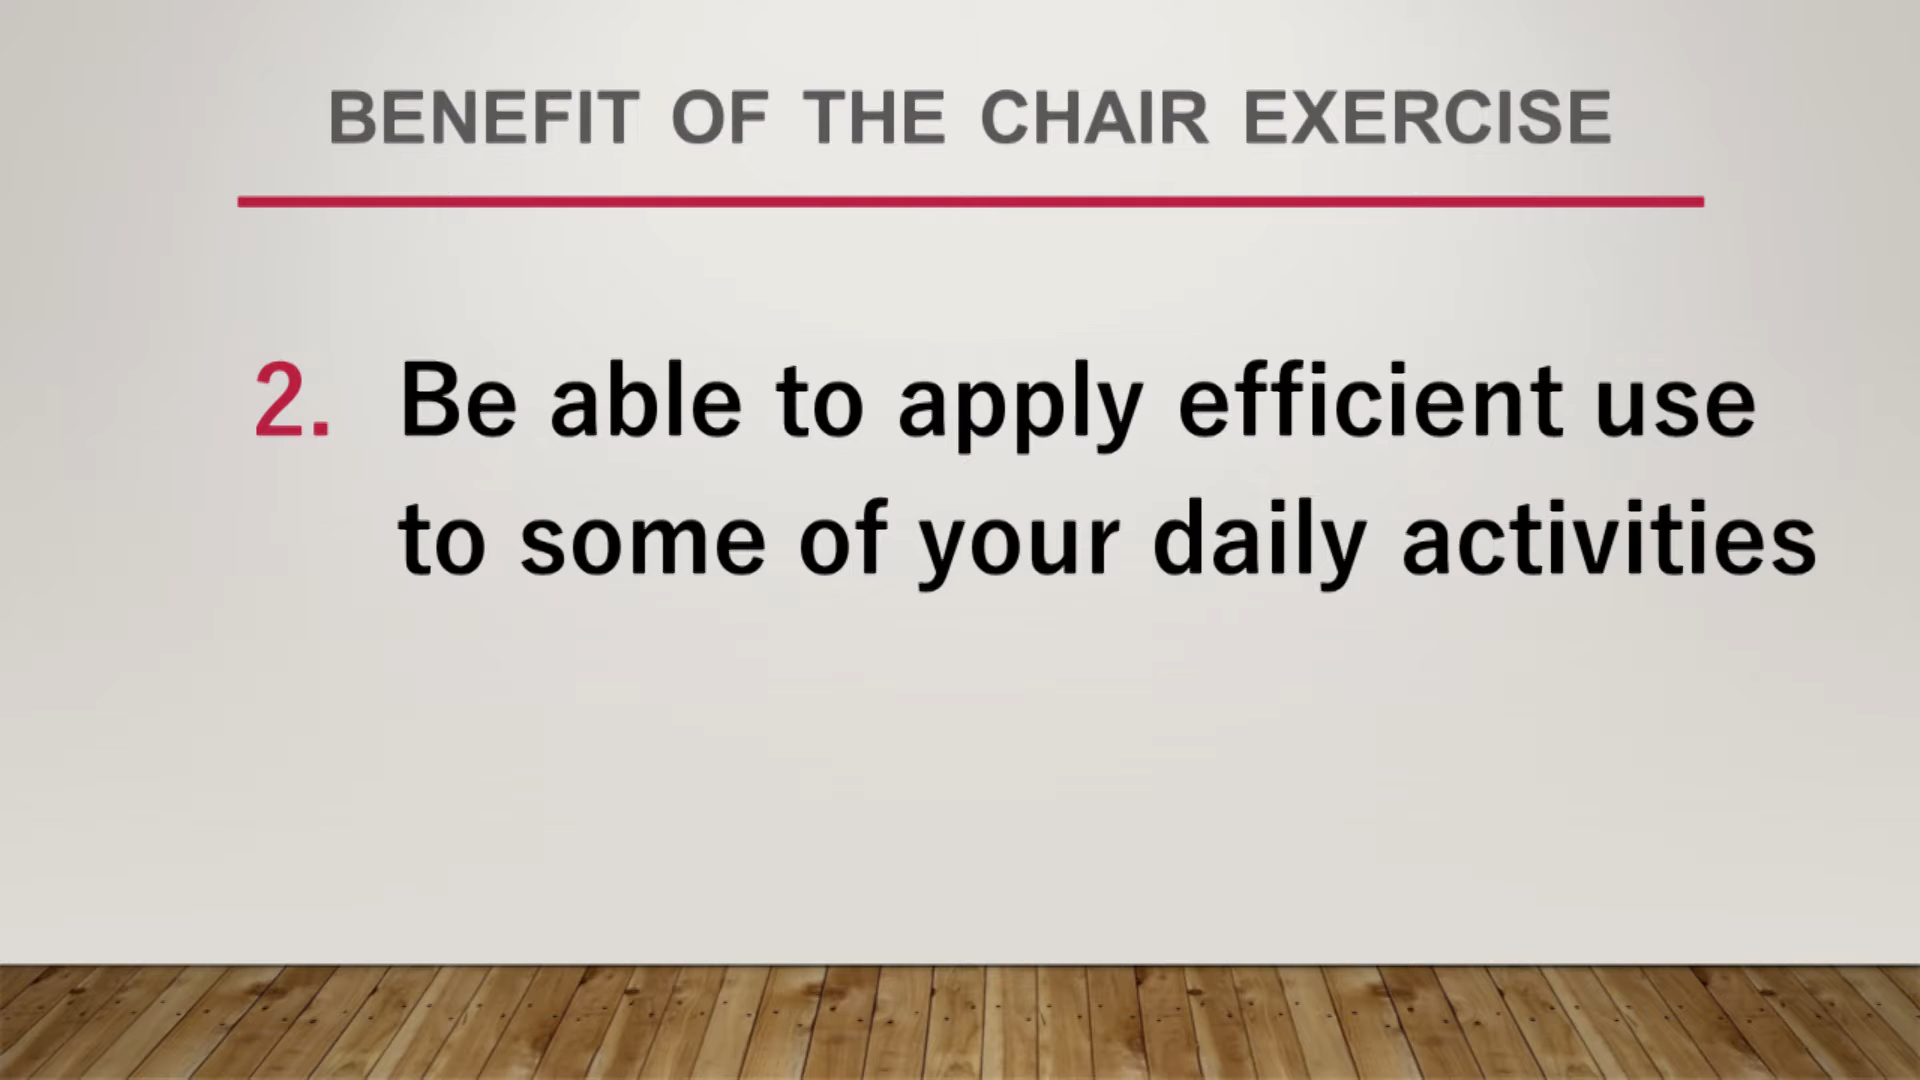 BENEFIT OF THE CHAIR EXERCISE
2. Be able to apply efficient use
to some of your daily activities